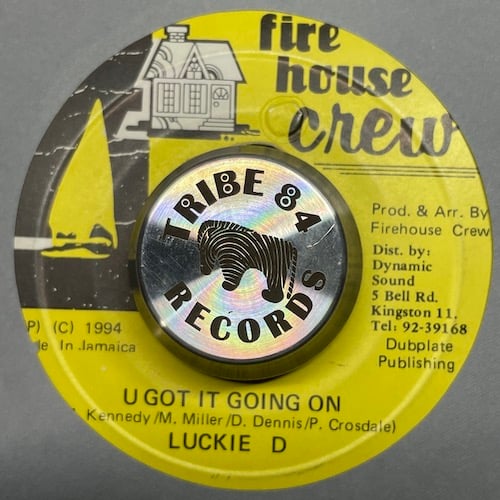 fire
house
crew
TRIBE 84
RECORDS
Prod. & Arr. By
Firehouse Crew
Dist. by:
Dynamic
Sound
5 Bell Rd.
Kingston 11.
Tel: 92-39168
Dubplate
Publishing
P) (C) 1994
In Jamaica
U GOT IT GOING ON
Kennedy/M. Miller/D. Dennis/P. Crosdale)
LUCKIE D